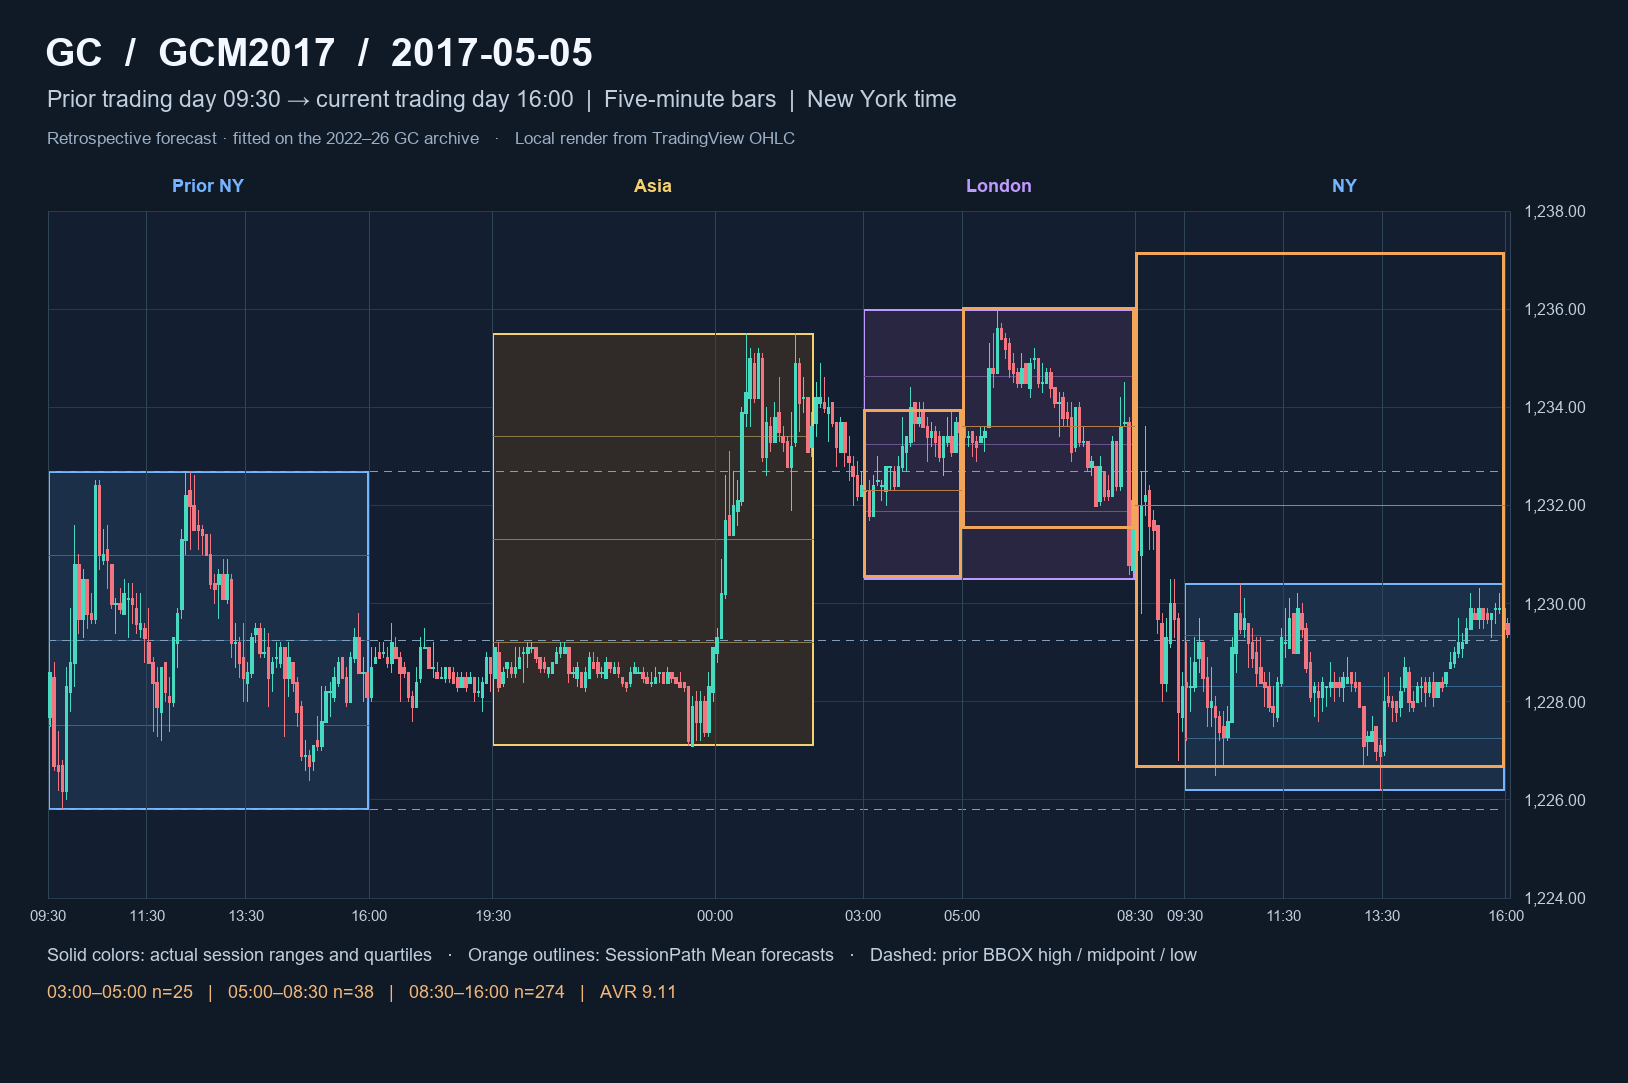 GC / GCM2017 / 2017-05-05
Prior trading day 09:30 → current trading day 16:00 | Five-minute bars | New York time
Retrospective forecast · fitted on the 2022–26 GC archive · Local render from TradingView OHLC
Prior NY Asia London NY
1,238.00
1,236.00
1,234.00
1,232.00
1,230.00
1,228.00
1,226.00
1,224.00
09:30 11:30 13:30 16:00 19:30 00:00 03:00 05:00 08:30 09:30 11:30 13:30 16:00
Solid colors: actual session ranges and quartiles · Orange outlines: SessionPath Mean forecasts · Dashed: prior BBOX high / midpoint / low
03:00–05:00 n=25 | 05:00–08:30 n=38 | 08:30–16:00 n=274 | AVR 9.11